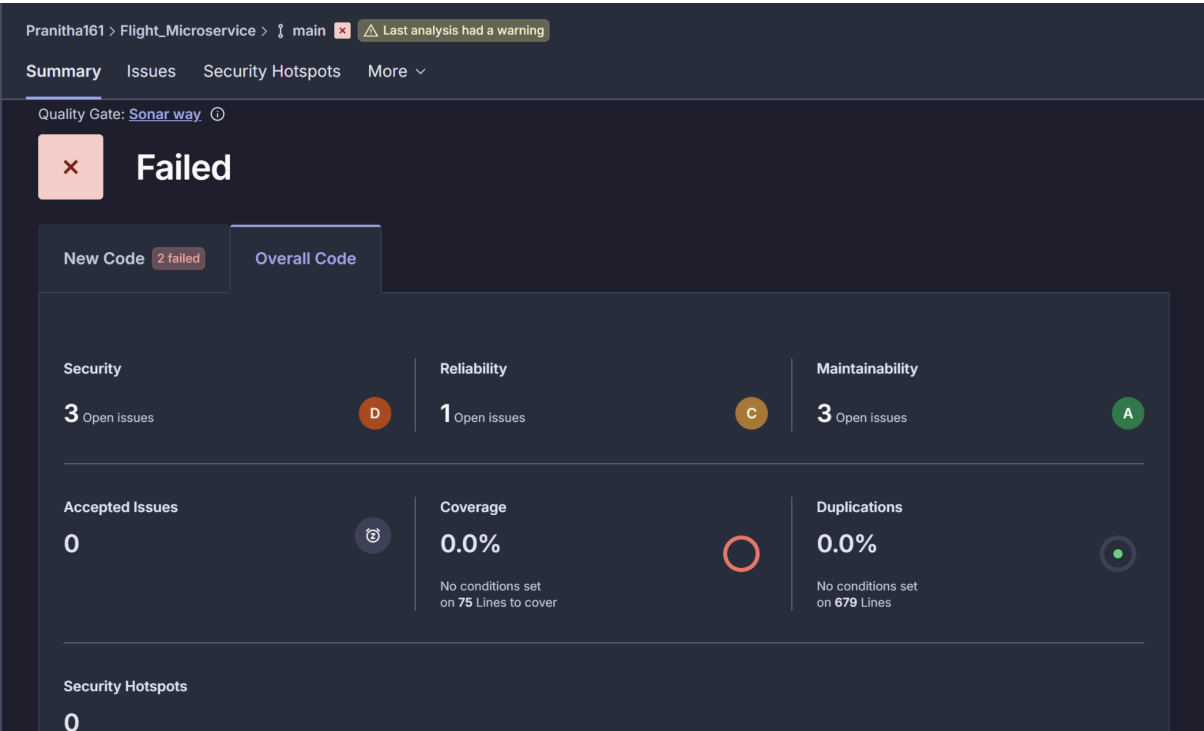 Pranitha161 > Flight_Microservice > main × Last analysis had a warning
Summary Issues Security Hotspots More
Quality Gate: Sonar way
× Failed
New Code 2 failed Overall Code
Security
3 Open issues D
Reliability
1 Open issues C
Maintainability
3 Open issues A
Accepted Issues
0
Coverage
0.0%
No conditions set
on 75 Lines to cover
Duplications
0.0%
No conditions set
on 679 Lines
Security Hotspots
0